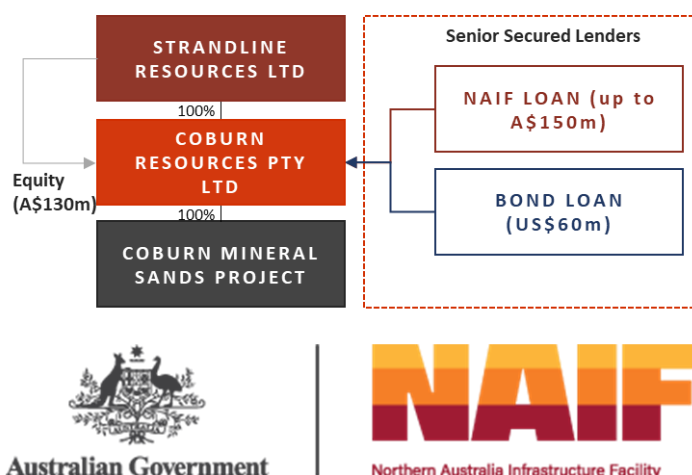 STRANDLINE
RESOURCES LTD
100%
COBURN
RESOURCES PTY
LTD
Equity
(A$130m)
100%
COBURN MINERAL
SANDS PROJECT
Senior Secured Lenders
NAIF LOAN (up to
A$150m)
BOND LOAN
(US$60m)
Australian Government
NAIF
Northern Australia Infrastructure Facility